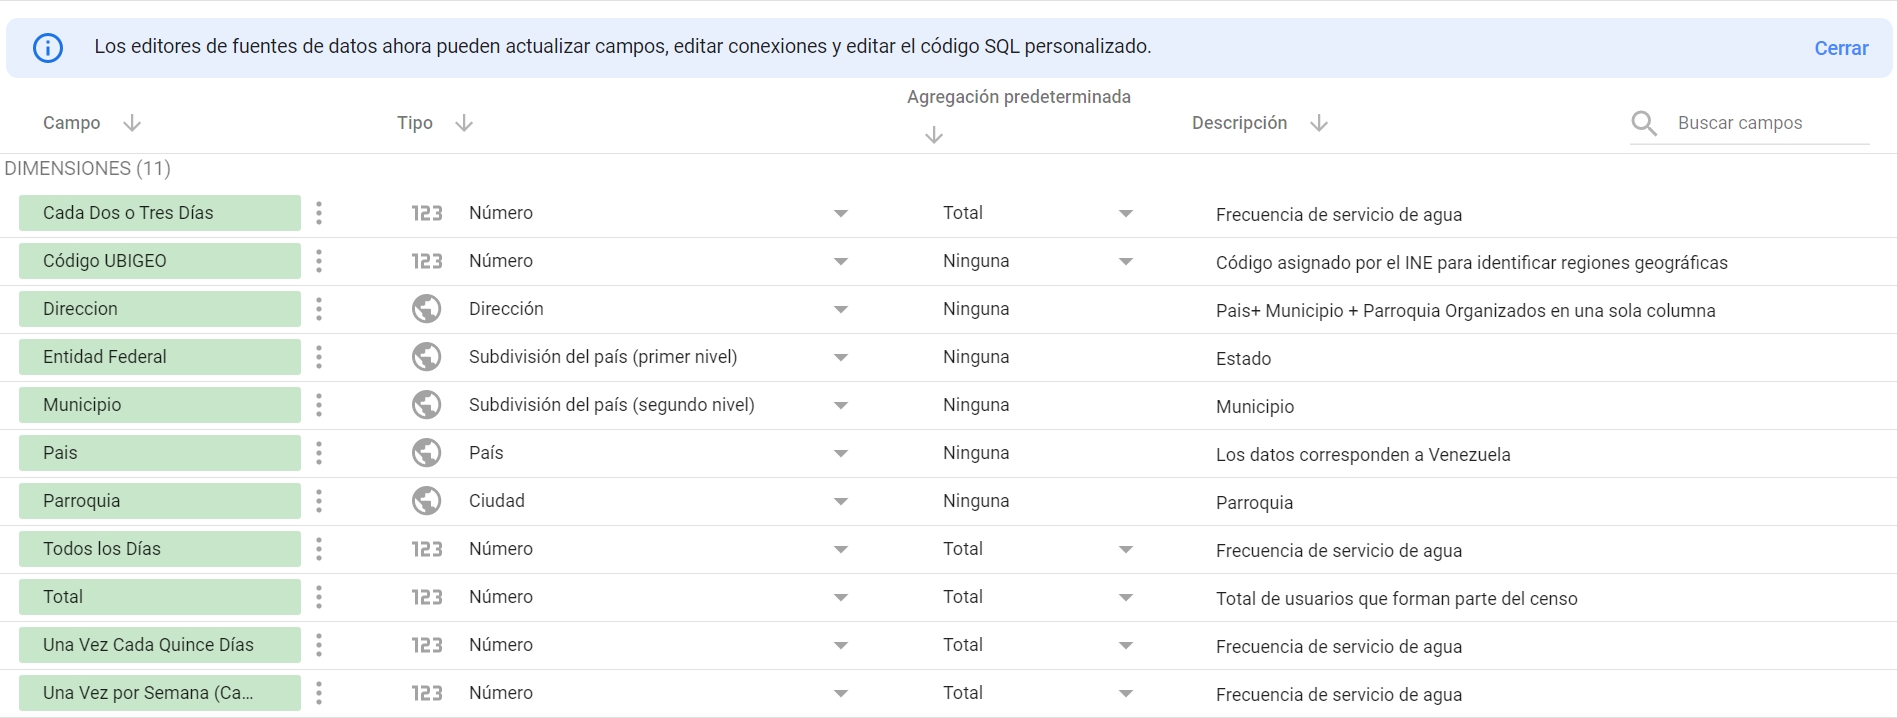 Los editores de fuentes de datos ahora pueden actualizar campos, editar conexiones y editar el código SQL personalizado. Cerrar
Campo Tipo Agregación predeterminada Descripción Buscar campos
DIMENSIONES (11)
Cada Dos o Tres Días 123 Número Total Frecuencia de servicio de agua
Código UBIGEO 123 Número Ninguna Código asignado por el INE para identificar regiones geográficas
Direccion Dirección Ninguna Pais+ Municipio + Parroquia Organizados en una sola columna
Entidad Federal Subdivisión del país (primer nivel) Ninguna Estado
Municipio Subdivisión del país (segundo nivel) Ninguna Municipio
Pais País Ninguna Los datos corresponden a Venezuela
Parroquia Ciudad Ninguna Parroquia
Todos los Días 123 Número Total Frecuencia de servicio de agua
Total 123 Número Total Total de usuarios que forman parte del censo
Una Vez Cada Quince Días 123 Número Total Frecuencia de servicio de agua
Una Vez por Semana (Ca... 123 Número Total Frecuencia de servicio de agua